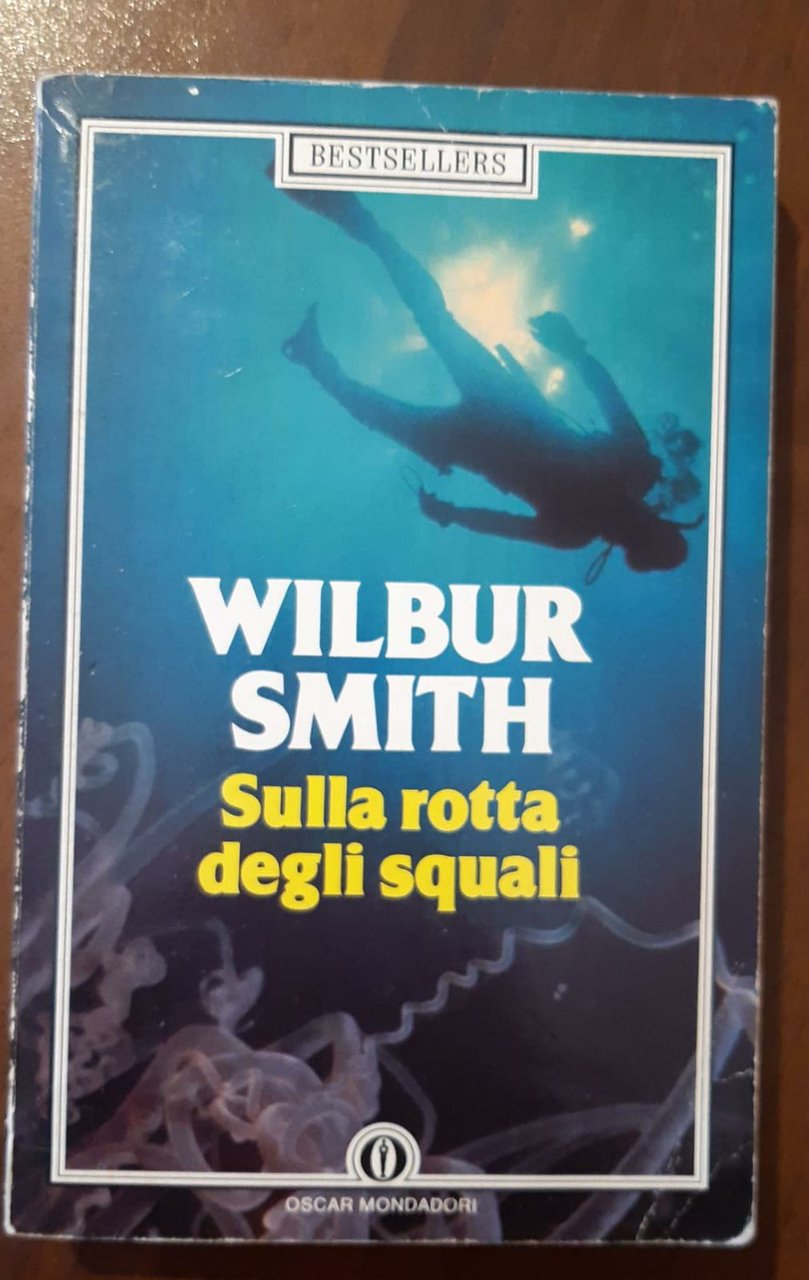 BESTSELLERS
WILBUR
SMITH
Sulla rotta
degli squali
OSCAR MONDADORI